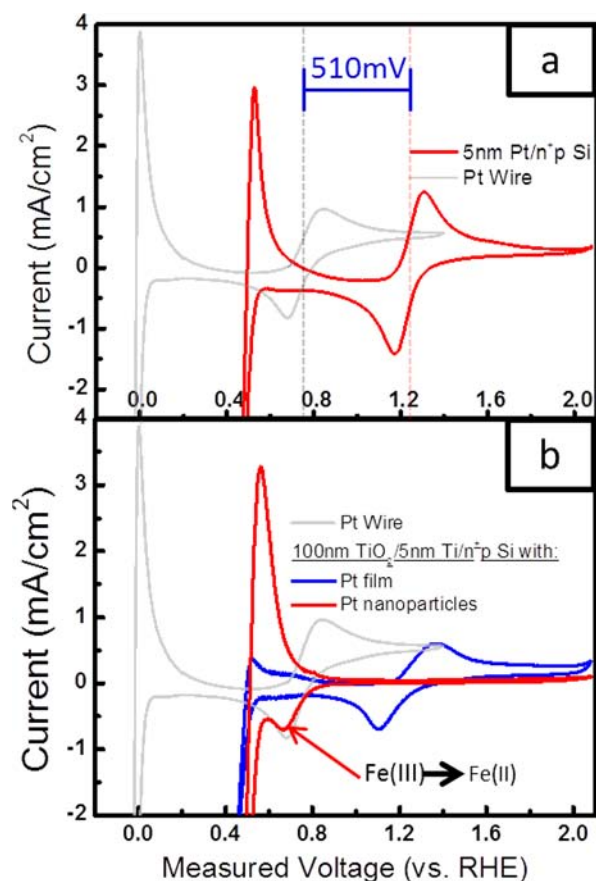 a
510mV
5nm Pt/n⁺p Si
Pt Wire
Current (mA/cm²)
4
3
2
1
0
-1
-2
0.0 0.4 0.8 1.2 1.6 2.0
b
Pt Wire
100nm TiO₂/5nm Ti/n⁺p Si with:
Pt film
Pt nanoparticles
Fe(III)➔Fe(II)
Current (mA/cm²)
4
3
2
1
0
-1
-2
0.0 0.4 0.8 1.2 1.6 2.0
Measured Voltage (vs. RHE)